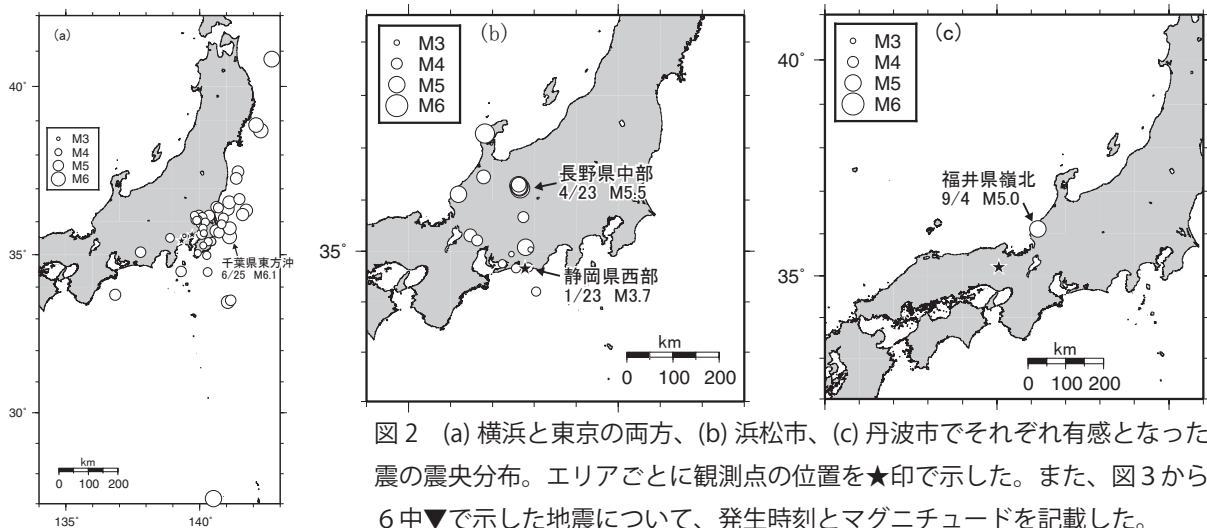 (a)
M3
M4
M5
M6
40°
35°
30°
千葉県東方沖
6/25 M6.1
km
0 100 200
135°
140°
(b)
M3
M4
M5
M6
35°
長野県中部
4/23 M5.5
静岡県西部
1/23 M3.7
km
0 100 200
(c)
M3
M4
M5
M6
40°
35°
福井県嶺北
9/4 M5.0
km
0 100 200
図 2 (a) 横浜と東京の両方、(b) 浜松市、(c) 丹波市でそれぞれ有感となった
震の震央分布。エリアごとに観測点の位置を★印で示した。また、図 3 から
6 中▼で示した地震について、発生時刻とマグニチュードを記載した。